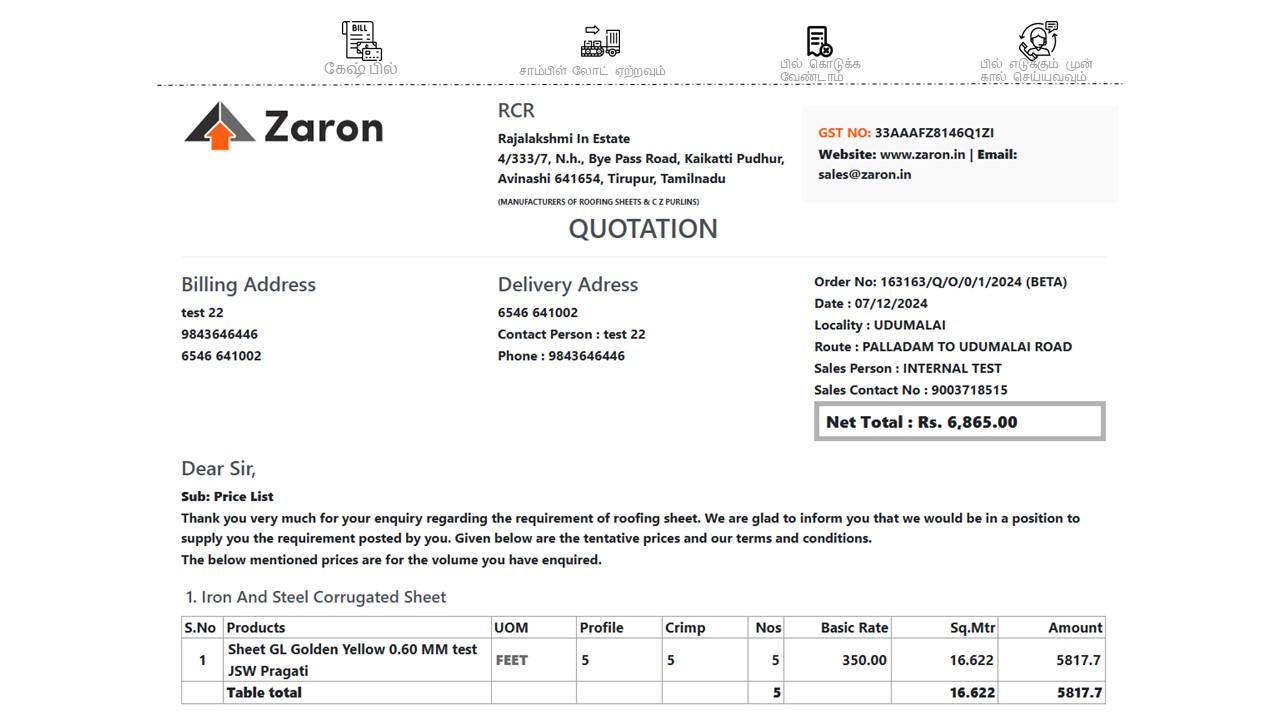 BILL
கேஷ் பில்
சாம்பிள் லோட் ஏற்றவும்
பில் கொடுக்க
வேண்டாம்
பில் எடுக்கும் முன்
கால் செய்யவவும்
Zaron
RCR
Rajalakshmi In Estate
4/333/7, N.h., Bye Pass Road, Kaikatti Pudhur,
Avinashi 641654, Tirupur, Tamilnadu
(MANUFACTURERS OF ROOFING SHEETS & C Z PURLINS)
GST NO: 33AAAFZ8146Q1ZI
Website: www.zaron.in | Email:
sales@zaron.in
QUOTATION
Billing Address
test 22
9843646446
6546 641002
Delivery Adress
6546 641002
Contact Person : test 22
Phone : 9843646446
Order No: 163163/Q/O/0/1/2024 (BETA)
Date : 07/12/2024
Locality : UDUMALAI
Route : PALLADAM TO UDUMALAI ROAD
Sales Person : INTERNAL TEST
Sales Contact No : 9003718515
Net Total : Rs. 6,865.00
Dear Sir,
Sub: Price List
Thank you very much for your enquiry regarding the requirement of roofing sheet. We are glad to inform you that we would be in a position to
supply you the requirement posted by you. Given below are the tentative prices and our terms and conditions.
The below mentioned prices are for the volume you have enquired.
1. Iron And Steel Corrugated Sheet
S.No Products UOM Profile Crimp Nos Basic Rate Sq.Mtr Amount
1 Sheet GL Golden Yellow 0.60 MM test
JSW Pragati FEET 5 5 5 350.00 16.622 5817.7
Table total 5 16.622 5817.7